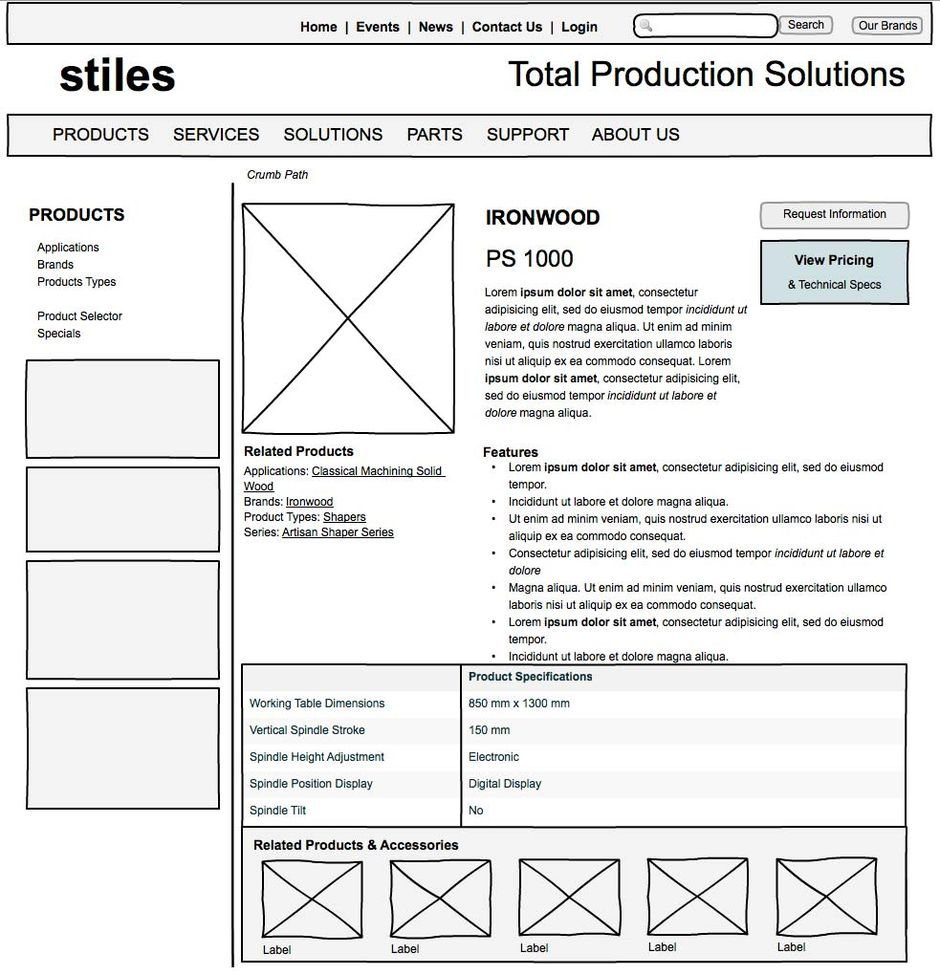 Home | Events | News | Contact Us | Login
Search
Our Brands
stiles
Total Production Solutions
PRODUCTS SERVICES SOLUTIONS PARTS SUPPORT ABOUT US
Crumb Path
PRODUCTS
Applications
Brands
Products Types
Product Selector
Specials
IRONWOOD
PS 1000
Lorem ipsum dolor sit amet, consectetur
adipisicing elit, sed do eiusmod tempor incididunt ut
labore et dolore magna aliqua. Ut enim ad minim
veniam, quis nostrud exercitation ullamco laboris
nisi ut aliquip ex ea commodo consequat. Lorem
ipsum dolor sit amet, consectetur adipisicing elit,
sed do eiusmod tempor incididunt ut labore et
dolore magna aliqua.
Request Information
View Pricing
& Technical Specs
Related Products
Applications: Classical Machining Solid
Wood
Brands: Ironwood
Product Types: Shapers
Series: Artisan Shaper Series
Features
• Lorem ipsum dolor sit amet, consectetur adipisicing elit, sed do eiusmod
tempor.
• Incididunt ut labore et dolore magna aliqua.
• Ut enim ad minim veniam, quis nostrud exercitation ullamco laboris nisi ut
aliquip ex ea commodo consequat.
• Consectetur adipisicing elit, sed do eiusmod tempor incididunt ut labore et
dolore
• Magna aliqua. Ut enim ad minim veniam, quis nostrud exercitation ullamco
laboris nisi ut aliquip ex ea commodo consequat.
• Lorem ipsum dolor sit amet, consectetur adipisicing elit, sed do eiusmod
tempor.
• Incididunt ut labore et dolore magna aliqua.
Product Specifications
Working Table Dimensions 850 mm x 1300 mm
Vertical Spindle Stroke 150 mm
Spindle Height Adjustment Electronic
Spindle Position Display Digital Display
Spindle Tilt No
Related Products & Accessories
Label Label Label Label Label